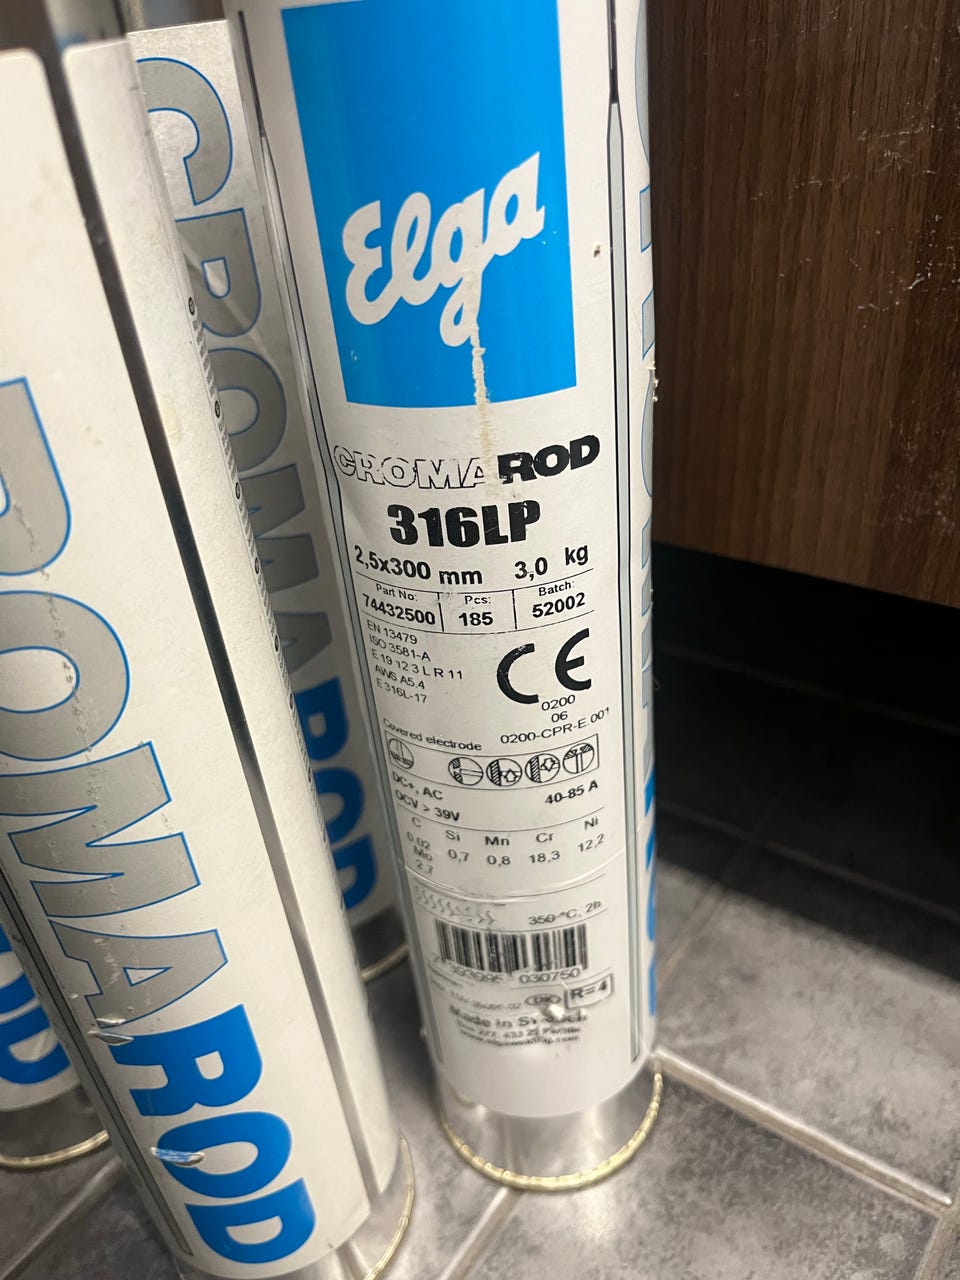 Elga
CROMAROD
316LP
2,5x300 mm 3,0 kg
Part No: Pcs: Batch:
74432500 185 52002
EN 13479
ISO 3581-A
E 19 12 3 L R 11
AWS A5.4
E 316L-17
CE
0200
06
0200-CPR-E 001
Covered electrode
DC+, AC 40-85 A
OCV > 39V
C Si Mn Cr Ni
0,02 0,7 0,8 18,3 12,2
Mo
2,7
350 °C, 2h
030750
R=4
Made in Sweden
CROMAROD
ROMAROD